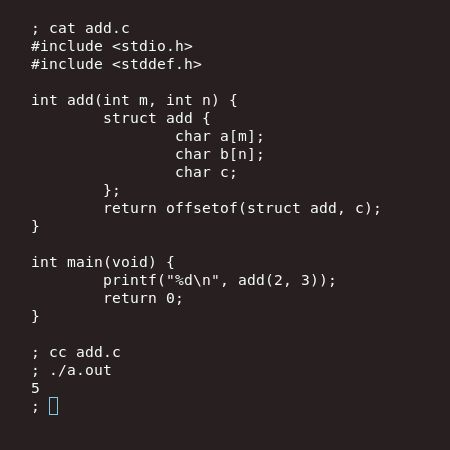 ; cat add.c
#include <stdio.h>
#include <stddef.h>

int add(int m, int n) {
        struct add {
                char a[m];
                char b[n];
                char c;
        };
        return offsetof(struct add, c);
}

int main(void) {
        printf("%d\n", add(2, 3));
        return 0;
}

; cc add.c
; ./a.out
5
;